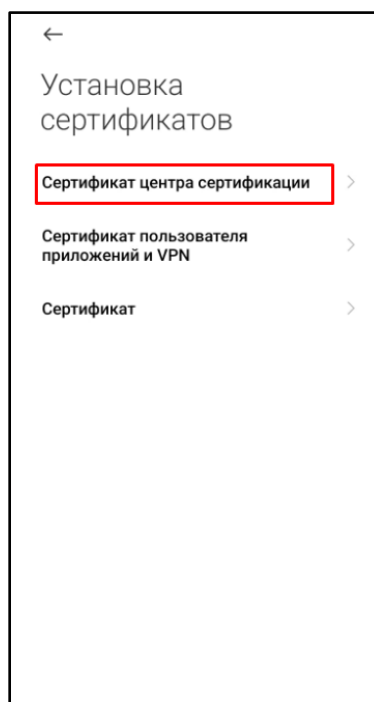 Установка
сертификатов
Сертификат центра сертификации
Сертификат пользователя
приложений и VPN
Сертификат